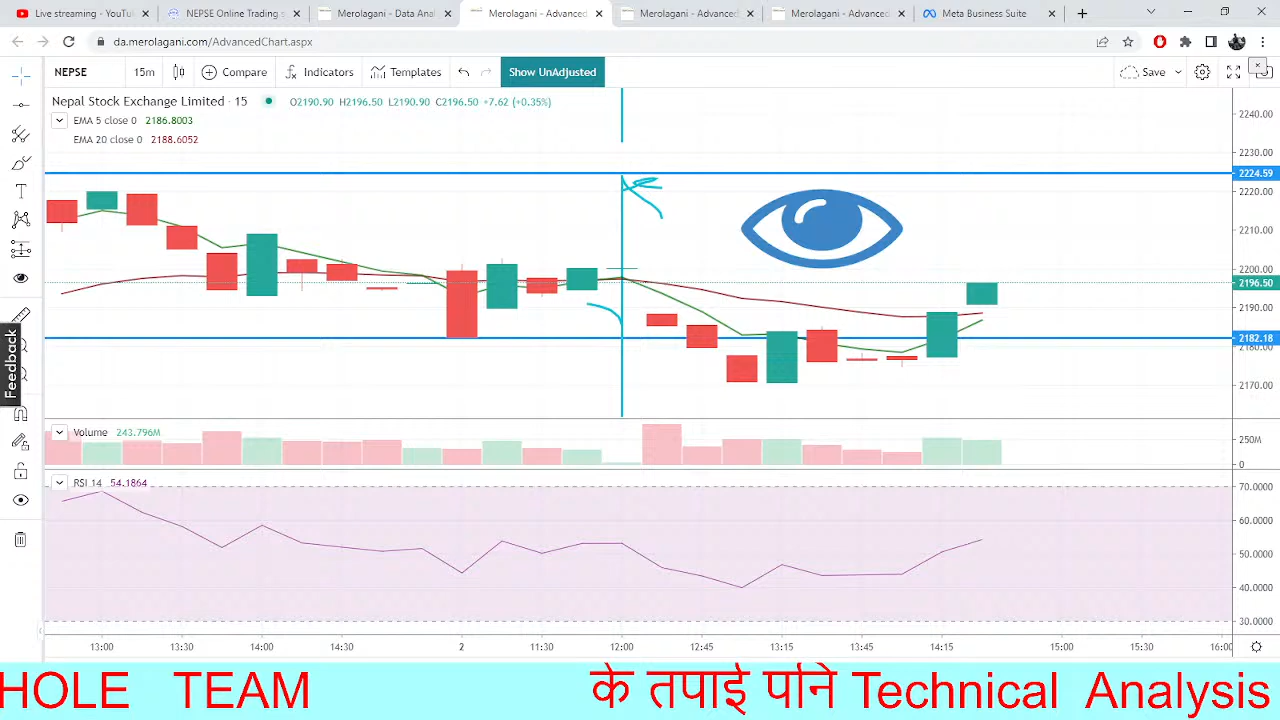 Live streaming - YouTu
NEPSE Online Trading s
Merolagani - Data Anal
Merolagani - Advanced
Merolagani - Advanced
Merolagani - Advanced
Meta Business Suite
da.merolagani.com/AdvancedChart.aspx
NEPSE 15m Compare Indicators Templates Show UnAdjusted Save
Nepal Stock Exchange Limited · 15 O2190.90 H2196.50 L2190.90 C2196.50 +7.62 (+0.35%)
EMA 5 close 0 2186.8003
EMA 20 close 0 2188.6052
2240.00
2230.00
2224.59
2220.00
2210.00
2200.00
2196.50
2190.00
2182.18
2180.00
2170.00
Feedback
Volume 243.796M
250M
0
RSI 14 54.1864
70.0000
60.0000
50.0000
40.0000
30.0000
13:00 13:30 14:00 14:30 2 11:30 12:00 12:45 13:15 13:45 14:15 15:00 15:30 16:00
HOLE TEAM के तपाई पनि Technical Analysis